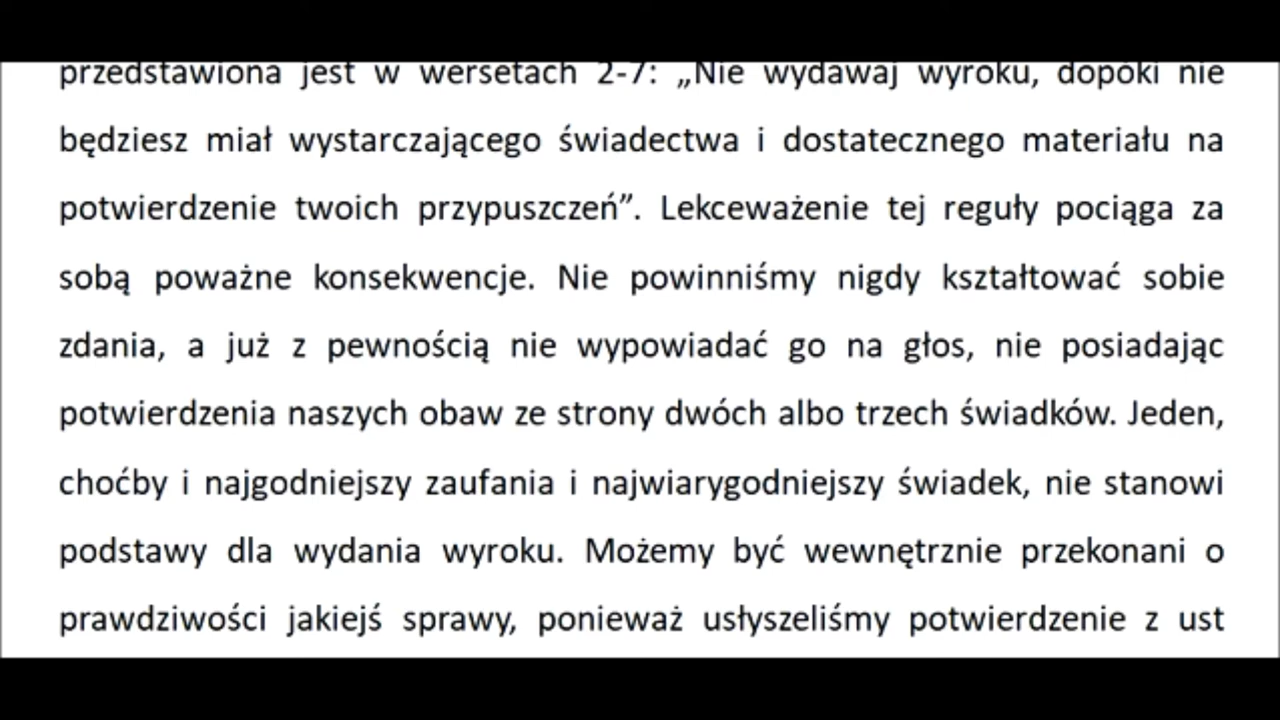 przedstawiona jest w wersetach 2-7: „Nie wydawaj wyroku, dopóki nie
będziesz miał wystarczającego świadectwa i dostatecznego materiału na
potwierdzenie twoich przypuszczeń”. Lekceważenie tej reguły pociąga za
sobą poważne konsekwencje. Nie powinniśmy nigdy kształtować sobie
zdania, a już z pewnością nie wypowiadać go na głos, nie posiadając
potwierdzenia naszych obaw ze strony dwóch albo trzech świadków. Jeden,
choćby i najgodniejszy zaufania i najwiarygodniejszy świadek, nie stanowi
podstawy dla wydania wyroku. Możemy być wewnętrznie przekonani o
prawdziwości jakiejś sprawy, ponieważ usłyszeliśmy potwierdzenie z ust